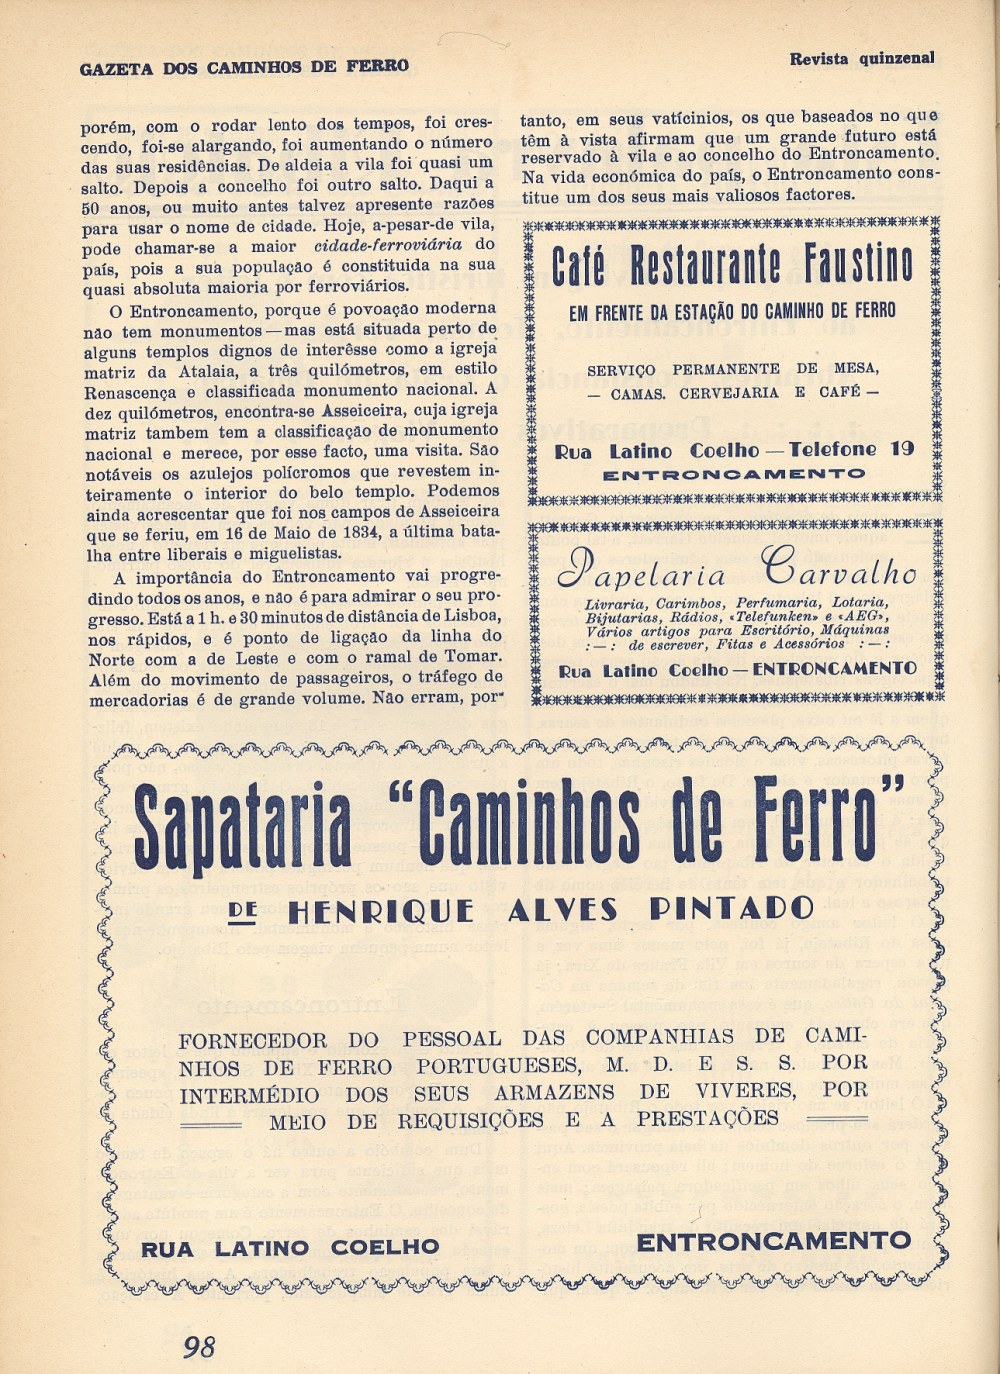 GAZETA DOS CAMINHOS DE FERRO
Revista quinzenal
porém, com o rodar lento dos tempos, foi cres-
cendo, foi-se alargando, foi aumentando o número
das suas residências. De aldeia a vila foi quasi um
salto. Depois a concelho foi outro salto. Daqui a
50 anos, ou muito antes talvez apresente razões
para usar o nome de cidade. Hoje, a-pesar-de vila,
pode chamar-se a maior cidade-ferroviária do
país, pois a sua população é constituida na sua
quasi absoluta maioria por ferroviários.
O Entroncamento, porque é povoação moderna
não tem monumentos — mas está situada perto de
alguns templos dignos de interêsse como a igreja
matriz da Atalaia, a três quilómetros, em estilo
Renascença e classificada monumento nacional. A
dez quilómetros, encontra-se Asseiceira, cuja igreja
matriz tambem tem a classificação de monumento
nacional e merece, por esse facto, uma visita. São
notáveis os azulejos polícromos que revestem in-
teiramente o interior do belo templo. Podemos
ainda acrescentar que foi nos campos de Asseiceira
que se feriu, em 16 de Maio de 1834, a última bata-
lha entre liberais e miguelistas.
A importância do Entroncamento vai progre-
dindo todos os anos, e não é para admirar o seu pro-
gresso. Está a 1 h. e 30 minutos de distância de Lisboa,
nos rápidos, e é ponto de ligação da linha do
Norte com a de Leste e com o ramal de Tomar.
Além do movimento de passageiros, o tráfego de
mercadorias é de grande volume. Não erram, por-
tanto, em seus vatícinios, os que baseados no que
têm à vista afirmam que um grande futuro está
reservado à vila e ao concelho do Entroncamento.
Na vida económica do país, o Entroncamento cons-
titue um dos seus mais valiosos factores.
Café Restaurante Faustino
EM FRENTE DA ESTAÇÃO DO CAMINHO DE FERRO
SERVIÇO PERMANENTE DE MESA,
— CAMAS. CERVEJARIA E CAFÉ —
Rua Latino Coelho — Telefone 19
ENTRONCAMENTO
Papelaria Carvalho
Livraria, Carimbos, Perfumaria, Lotaria,
Bijutarias, Rádios, «Telefunken» e «AEG»,
Vários artigos para Escritório, Máquinas
: — : de escrever, Fitas e Acessórios : — :
Rua Latino Coelho — ENTRONCAMENTO
Sapataria "Caminhos de Ferro"
DE HENRIQUE ALVES PINTADO
FORNECEDOR DO PESSOAL DAS COMPANHIAS DE CAMI-
NHOS DE FERRO PORTUGUESES, M. D. E S. S. POR
INTERMÉDIO DOS SEUS ARMAZENS DE VIVERES, POR
MEIO DE REQUISIÇÕES E A PRESTAÇÕES
RUA LATINO COELHO
ENTRONCAMENTO
98